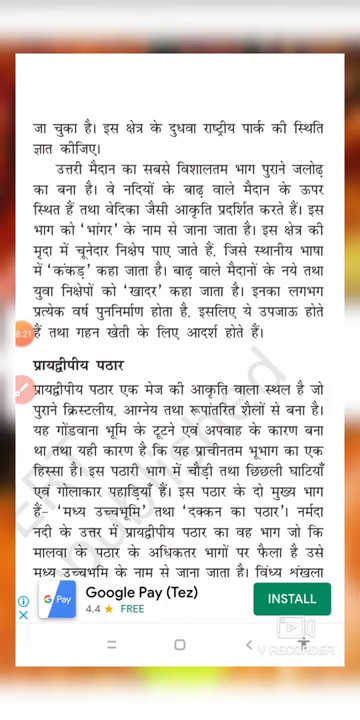 जा चुका है। इस क्षेत्र के दुधवा राष्ट्रीय पार्क की स्थिति
ज्ञात कीजिए।
उत्तरी मैदान का सबसे विशालतम भाग पुराने जलोढ़
का बना है। वे नदियों के बाढ़ वाले मैदान के ऊपर
स्थित हैं तथा वेदिका जैसी आकृति प्रदर्शित करते हैं। इस
भाग को 'भांगर' के नाम से जाना जाता है। इस क्षेत्र की
मृदा में चूनेदार निक्षेप पाए जाते हैं, जिसे स्थानीय भाषा
में 'कंकड़' कहा जाता है। बाढ़ वाले मैदानों के नये तथा
युवा निक्षेपों को 'खादर' कहा जाता है। इनका लगभग
प्रत्येक वर्ष पुननिर्माण होता है, इसलिए ये उपजाऊ होते
हैं तथा गहन खेती के लिए आदर्श होते हैं।
8:21
प्रायद्वीपीय पठार
प्रायद्वीपीय पठार एक मेज की आकृति वाला स्थल है जो
पुराने क्रिस्टलीय, आग्नेय तथा रूपांतरित शैलों से बना है।
यह गोंडवाना भूमि के टूटने एवं अपवाह के कारण बना
था तथा यही कारण है कि यह प्राचीनतम भूभाग का एक
हिस्सा है। इस पठारी भाग में चौड़ी तथा छिछली घाटियाँ
एवं गोलाकार पहाड़ियाँ हैं। इस पठार के दो मुख्य भाग
हैं- 'मध्य उच्चभूमि' तथा 'दक्कन का पठार'। नर्मदा
नदी के उत्तर में प्रायद्वीपीय पठार का वह भाग जो कि
मालवा के पठार के अधिकतर भागों पर फैला है उसे
मध्य उच्चभूमि के नाम से जाना जाता है। विंध्य शृंखला
G Pay
Google Pay (Tez)
4.4 ★ FREE
INSTALL
V RECORDER